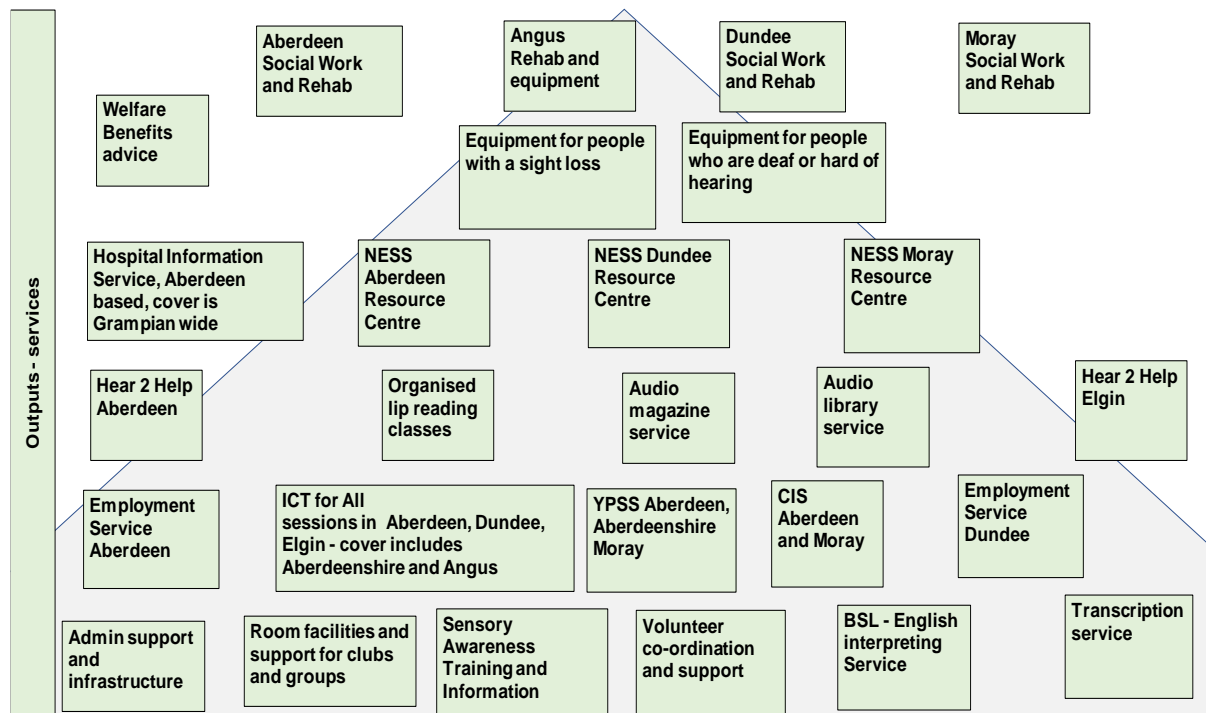 Outputs - services
Aberdeen
Social Work
and Rehab
Angus
Rehab and
equipment
Dundee
Social Work
and Rehab
Moray
Social Work
and Rehab
Welfare
Benefits
advice
Equipment for people
with a sight loss
Equipment for people
who are deaf or hard of
hearing
Hospital Information
Service, Aberdeen
based, cover is
Grampian wide
NESS
Aberdeen
Resource
Centre
NESS Dundee
Resource
Centre
NESS Moray
Resource
Centre
Hear 2 Help
Aberdeen
Organised
lip reading
classes
Audio
magazine
service
Audio
library
service
Hear 2 Help
Elgin
Employment
Service
Aberdeen
ICT for All
sessions in Aberdeen, Dundee,
Elgin - cover includes
Aberdeenshire and Angus
YPSS Aberdeen,
Aberdeenshire
Moray
CIS
Aberdeen
and Moray
Employment
Service
Dundee
Admin support
and
infrastructure
Room facilities and
support for clubs
and groups
Sensory
Awareness
Training and
Information
Volunteer
co-ordination
and support
BSL - English
interpreting
Service
Transcription
service